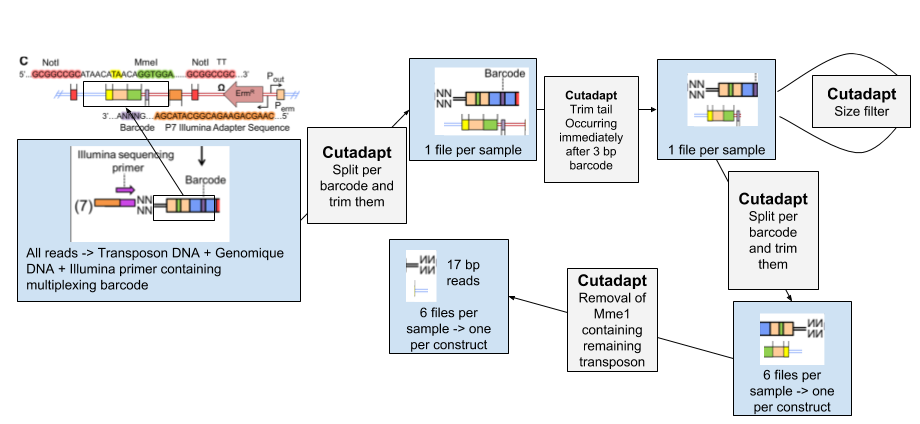 C
NotI
MmeI
NotI
TT
5'...GCGGCCGCATAACATAACAGGTGGA......GCGGCCGC...3'
Pout
Ω
ErmR
Perm
3'...ANNNG...AGCATACGGCAGAAGACGAAC...5'
Barcode
P7 Illumina Adapter Sequence
Illumina sequencing
primer
Barcode
(7)
NN
NN
All reads -> Transposon DNA + Genomique
DNA + Illumina primer containing
multiplexing barcode
Cutadapt
Split per
barcode and
trim them
Barcode
NN
NN
1 file per sample
Cutadapt
Trim tail
Occurring
immediately
after 3 bp
barcode
NN
NN
1 file per sample
Cutadapt
Size filter
Cutadapt
Split per
barcode
and trim
them
NN
NN
6 files per
sample -> one
per construct
Cutadapt
Removal of
Mme1
containing
remaining
transposon
NN
NN
17 bp
reads
6 files per
sample -> one
per construct